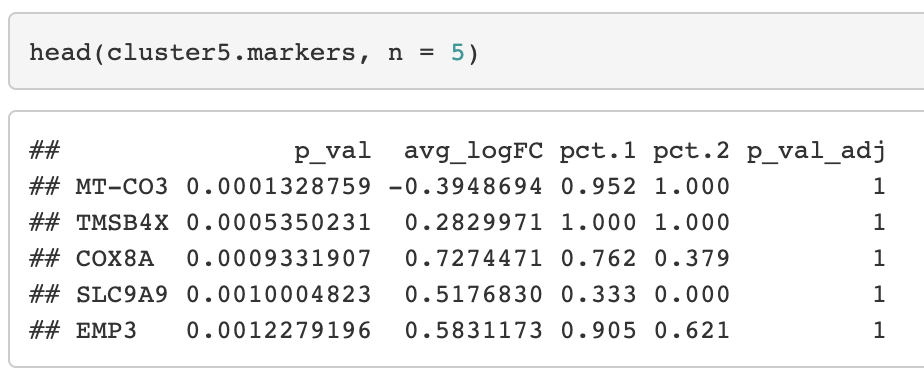 head(cluster5.markers, n = 5)
##               p_val  avg_logFC pct.1 pct.2 p_val_adj
## MT-CO3 0.0001328759 -0.3948694 0.952 1.000         1
## TMSB4X 0.0005350231  0.2829971 1.000 1.000         1
## COX8A  0.0009331907  0.7274471 0.762 0.379         1
## SLC9A9 0.0010004823  0.5176830 0.333 0.000         1
## EMP3   0.0012279196  0.5831173 0.905 0.621         1